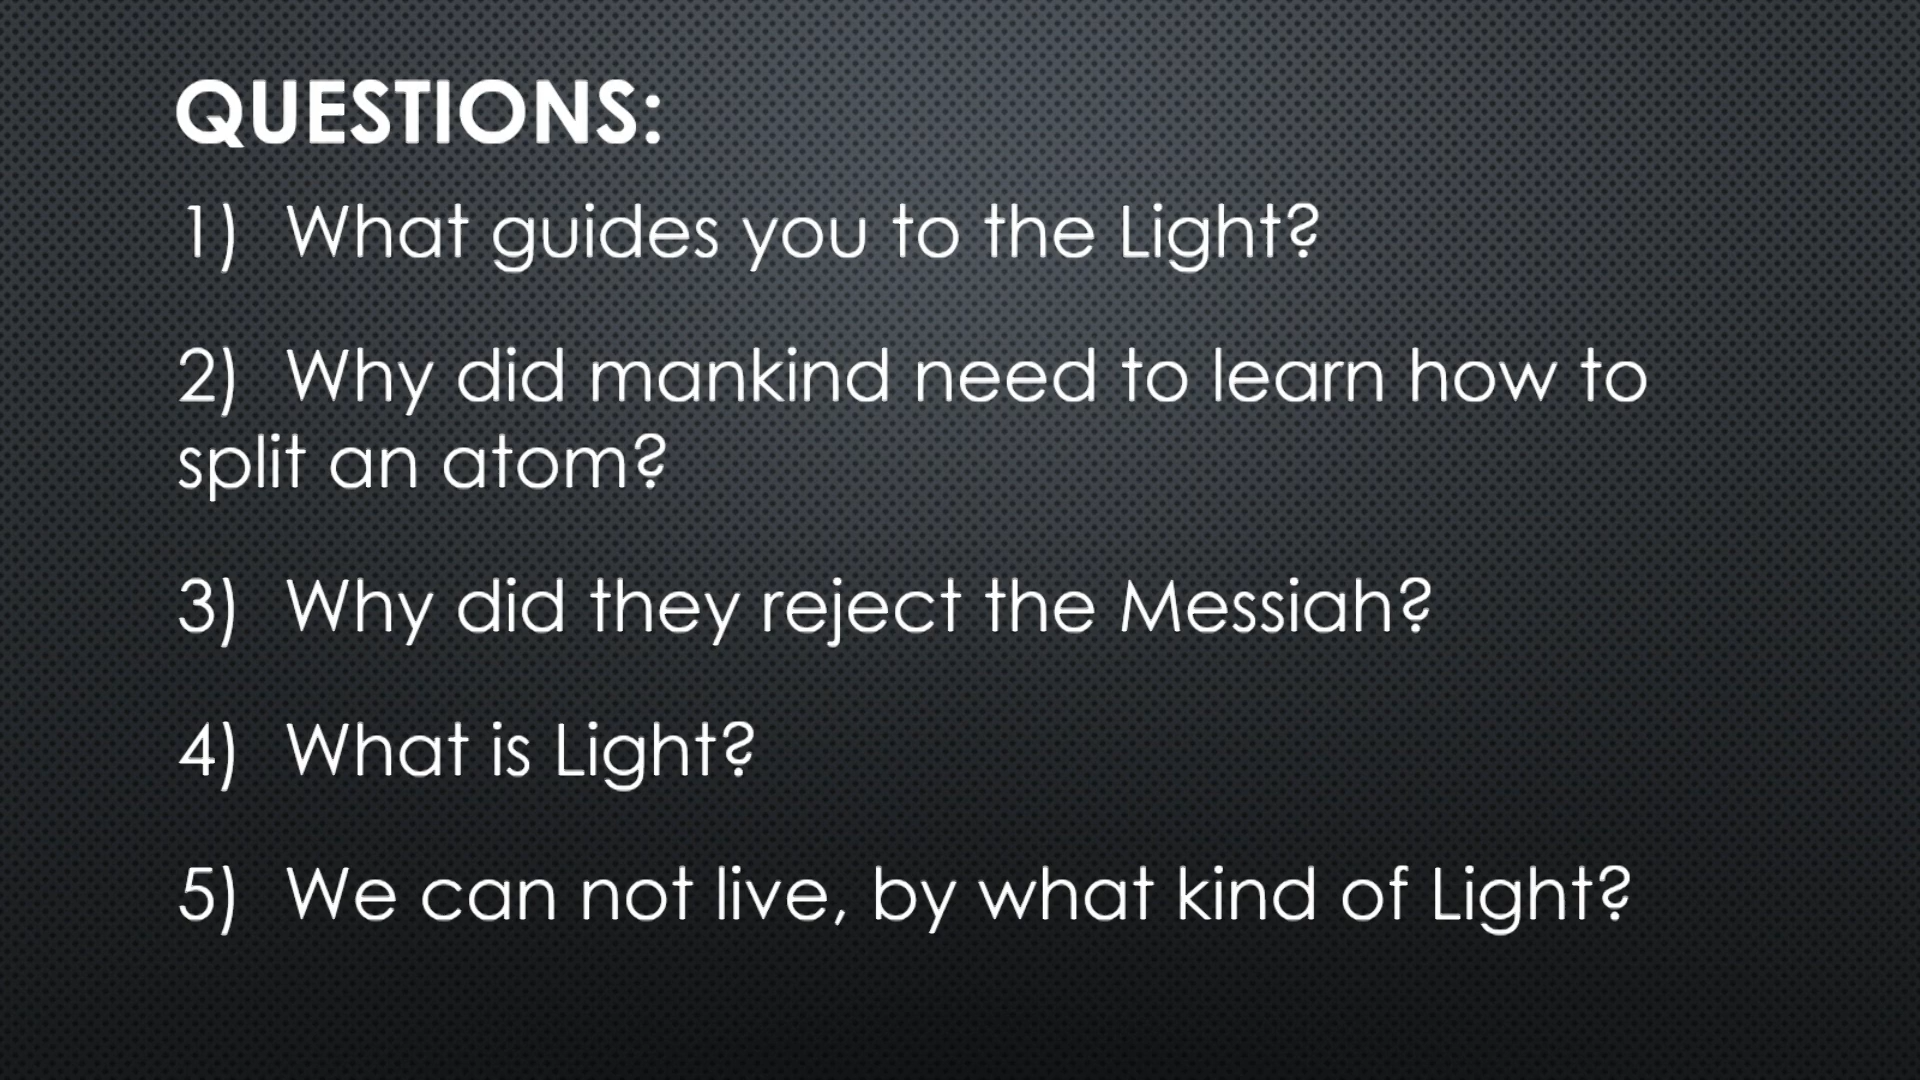 QUESTIONS:
1) What guides you to the Light?
2) Why did mankind need to learn how to
split an atom?
3) Why did they reject the Messiah?
4) What is Light?
5) We can not live, by what kind of Light?